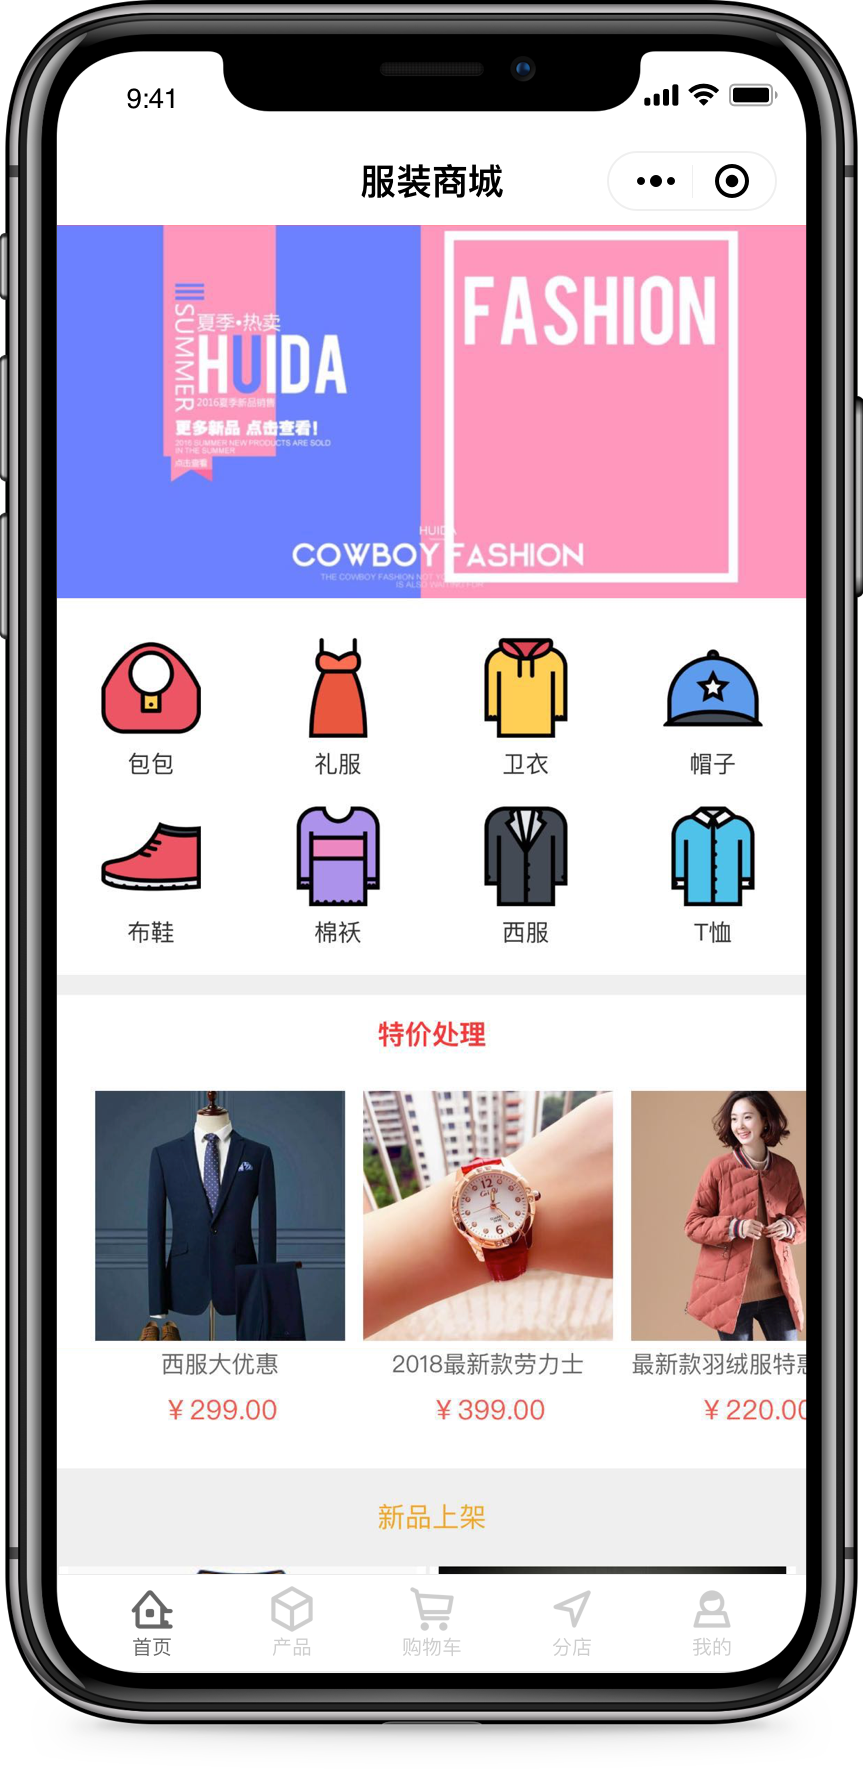 9:41
服装商城
SUMMER
夏季•热卖
HUIDA
2016夏季新品销售
更多新品 点击查看!
2016 SUMMER NEW PRODUCTS ARE SOLD
IN THE SUMMER
点击查看
FASHION
HUIDA
COWBOY FASHION
THE COWBOY FASHION NOT
IS ALSO WAITING FOR
包包
礼服
卫衣
帽子
布鞋
棉袄
西服
T恤
特价处理
12
6
西服大优惠
2018最新款劳力士
最新款羽绒服特惠
¥299.00
¥399.00
¥220.00
新品上架
首页
产品
购物车
分店
我的